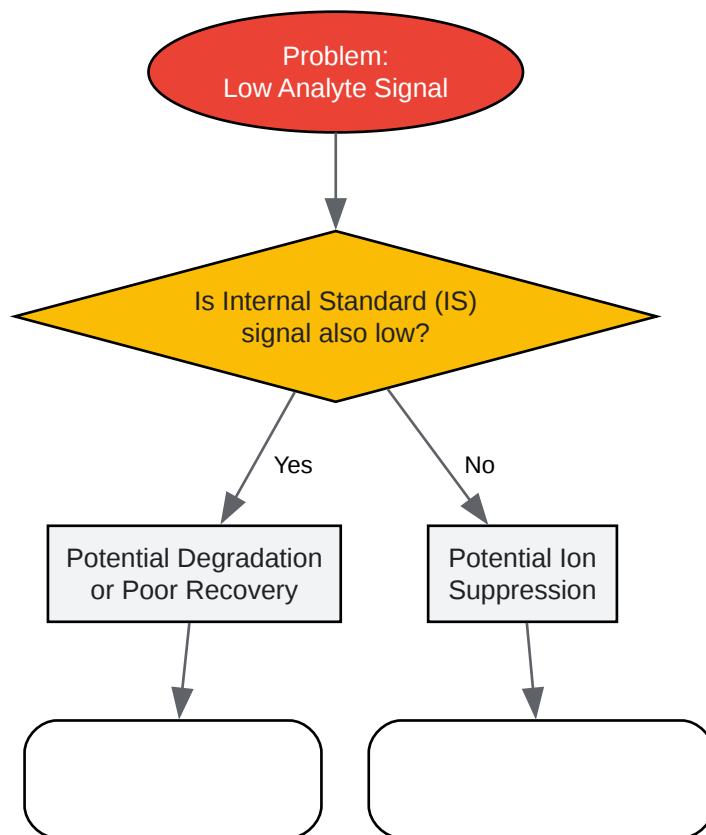 Problem:
Low Analyte Signal
Is Internal Standard (IS)
signal also low?
Yes
No
Potential Degradation
or Poor Recovery
Potential Ion
Suppression